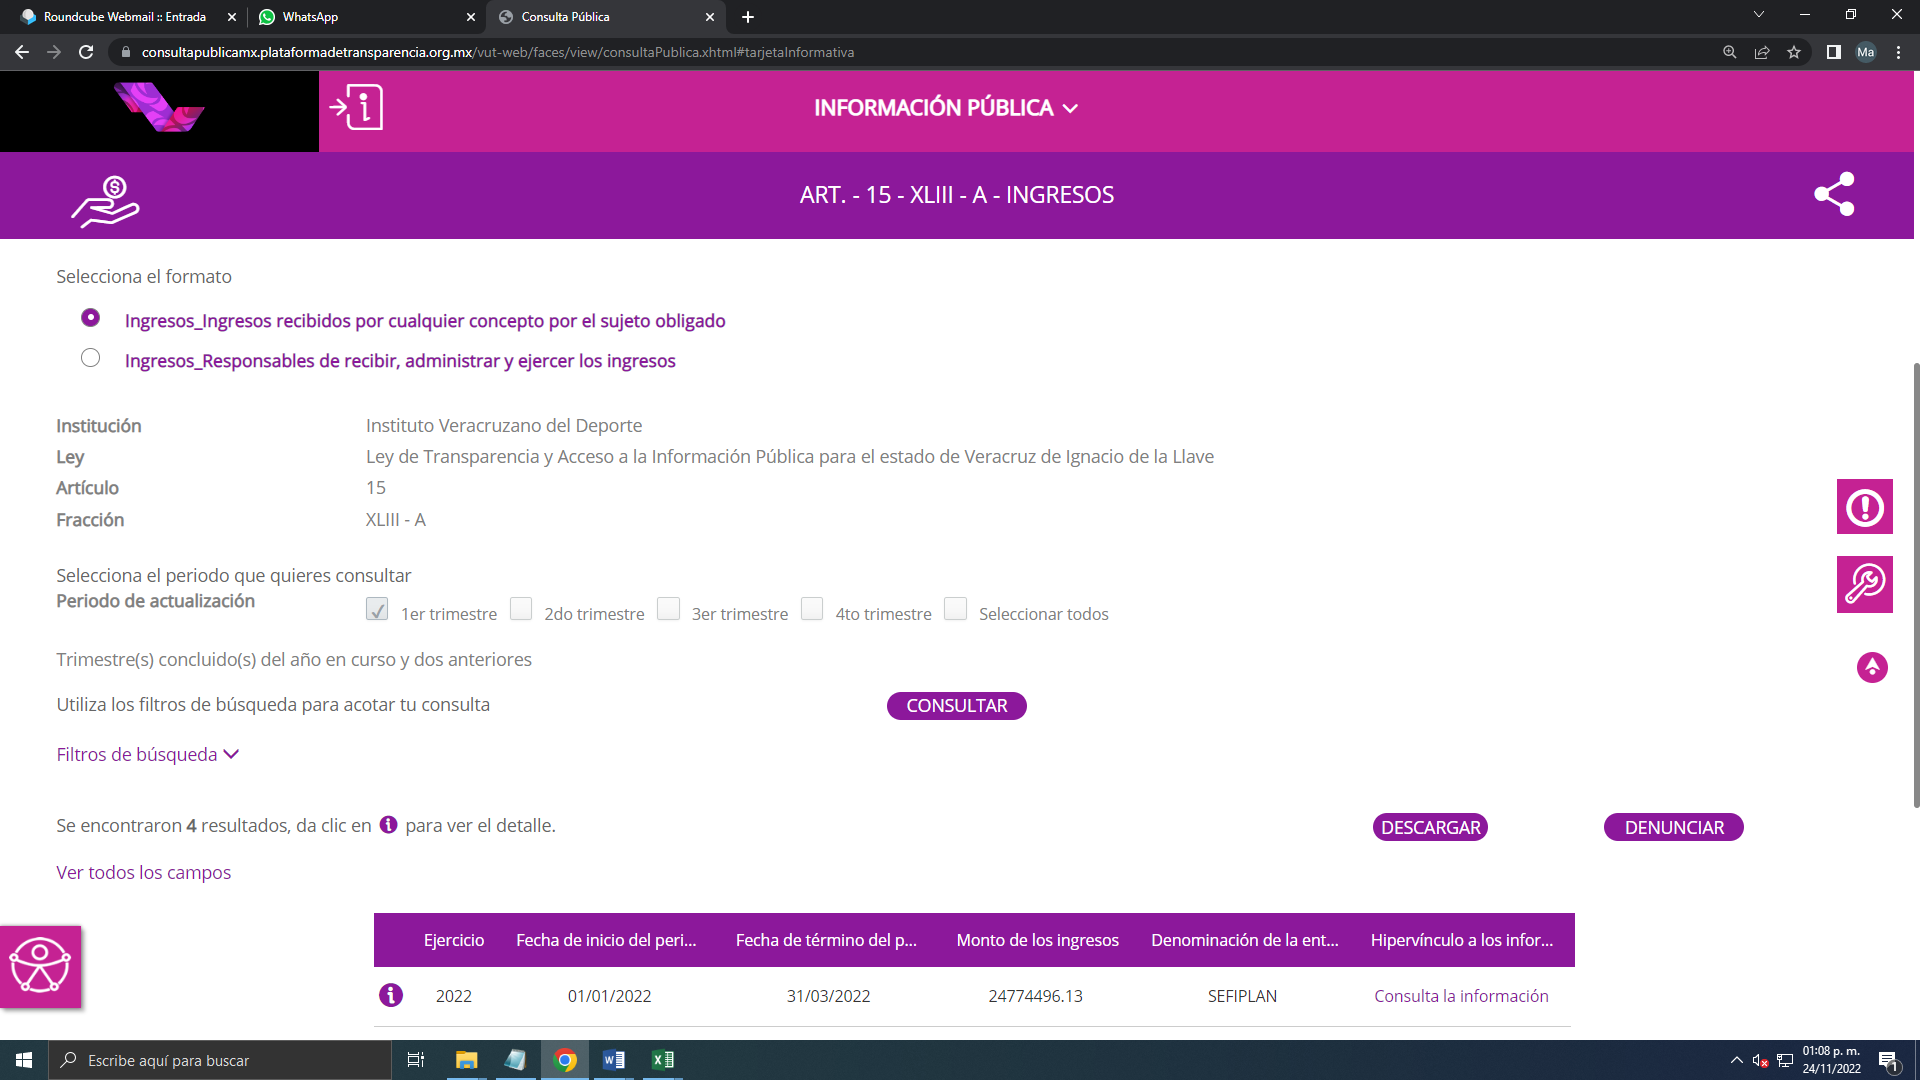 Roundcube Webmail :: Entrada
WhatsApp
Consulta Pública
consultapublicamx.plataformadetransparencia.org.mx/vut-web/faces/view/consultaPublica.xhtml#tarjetaInformativa
Ma
INFORMACIÓN PÚBLICA
ART. - 15 - XLIII - A - INGRESOS
Selecciona el formato
Ingresos_Ingresos recibidos por cualquier concepto por el sujeto obligado
Ingresos_Responsables de recibir, administrar y ejercer los ingresos
Institución Instituto Veracruzano del Deporte
Ley Ley de Transparencia y Acceso a la Información Pública para el estado de Veracruz de Ignacio de la Llave
Artículo 15
Fracción XLIII - A
Selecciona el periodo que quieres consultar
Periodo de actualización 1er trimestre 2do trimestre 3er trimestre 4to trimestre Seleccionar todos
Trimestre(s) concluido(s) del año en curso y dos anteriores
Utiliza los filtros de búsqueda para acotar tu consulta CONSULTAR
Filtros de búsqueda
Se encontraron 4 resultados, da clic en i para ver el detalle. DESCARGAR DENUNCIAR
Ver todos los campos
Ejercicio Fecha de inicio del peri... Fecha de término del p... Monto de los ingresos Denominación de la ent... Hipervínculo a los infor...
2022 01/01/2022 31/03/2022 24774496.13 SEFIPLAN Consulta la información
Escribe aquí para buscar
01:08 p. m.
24/11/2022
1